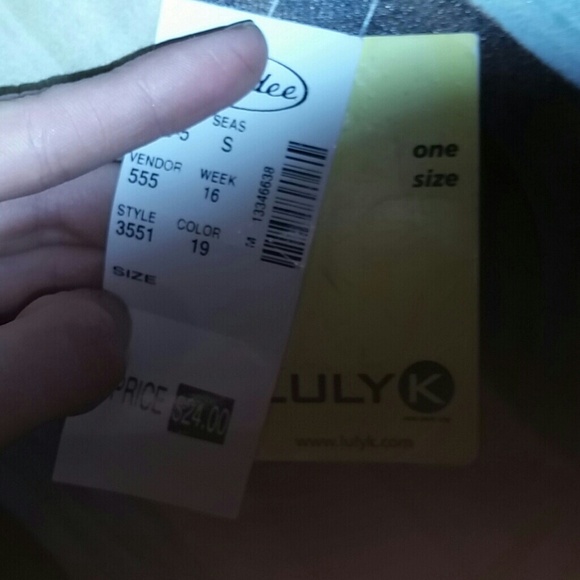 SEAS
S
VENDOR WEEK
555 16
STYLE COLOR
3551 19
SIZE
PRICE $24.00
13346638
one
size
LULYK
www.lulyk.com